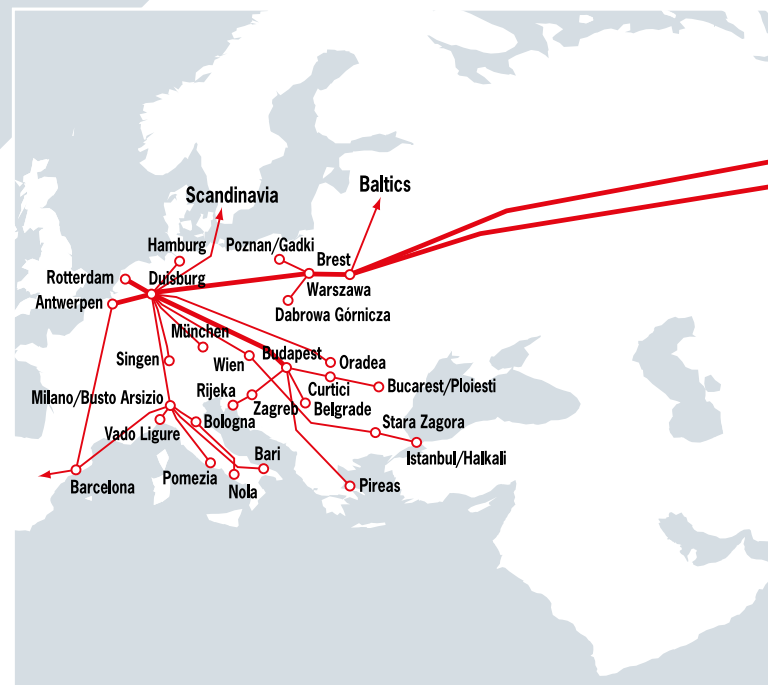 Baltics
Scandinavia
Hamburg
Poznan/Gadki
Brest
Rotterdam
Duisburg
Warszawa
Antwerpen
Dabrowa Górnicza
München
Budapest
Singen
Wien
Oradea
Milano/Busto Arsizio
Rijeka
Curtici
Bucarest/Ploiesti
Zagreb
Belgrade
Vado Ligure
Bologna
Stara Zagora
Bari
Istanbul/Halkali
Barcelona
Pomezia
Nola
Pireas